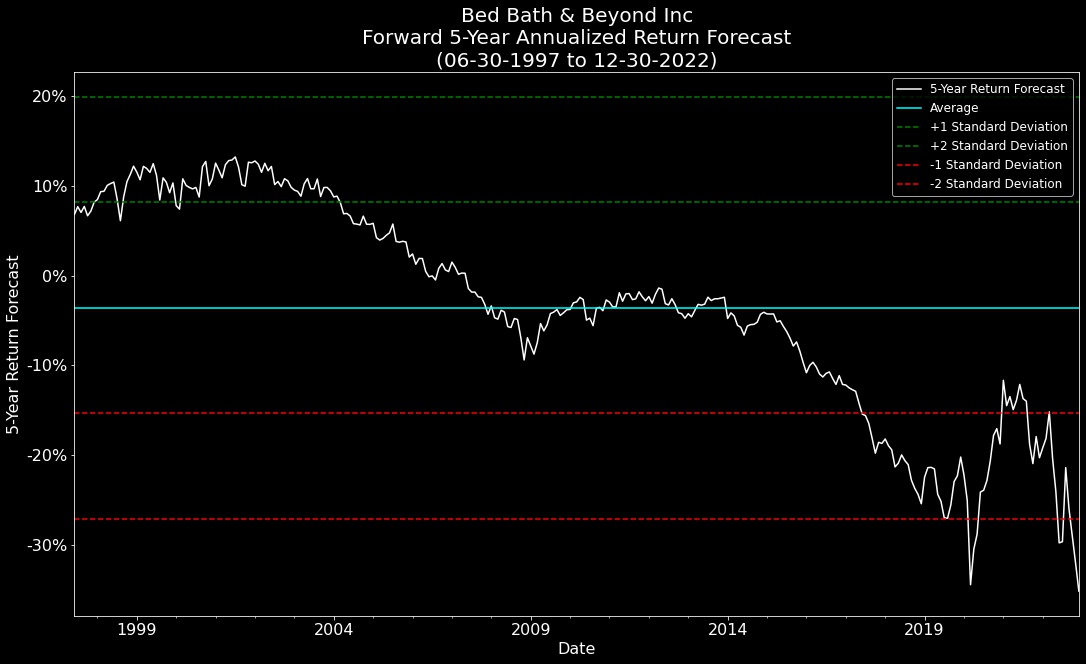 Bed Bath & Beyond Inc
Forward 5-Year Annualized Return Forecast
(06-30-1997 to 12-30-2022)
5-Year Return Forecast
Average
+1 Standard Deviation
+2 Standard Deviation
-1 Standard Deviation
-2 Standard Deviation
5-Year Return Forecast
20%
10%
0%
-10%
-20%
-30%
1999
2004
2009
2014
2019
Date